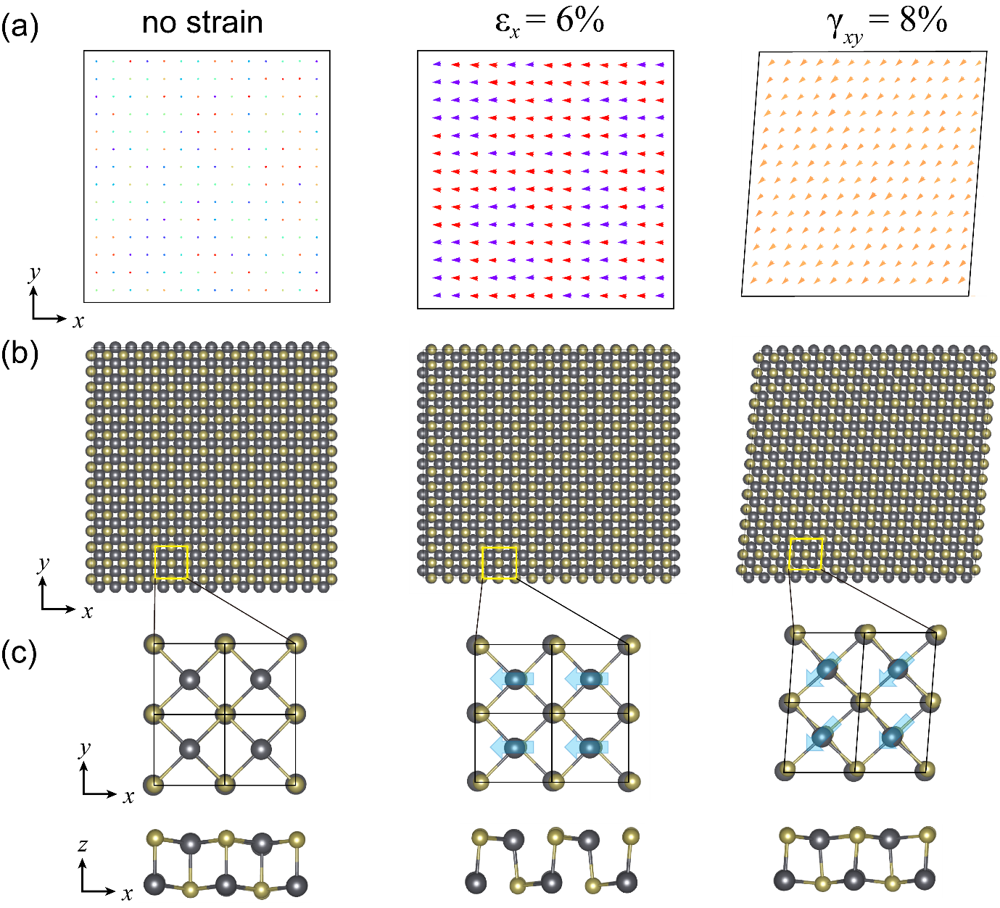 (a)
no strain
εx = 6%
γxy = 8%
y
x
(b)
y
x
(c)
y
x
z
x